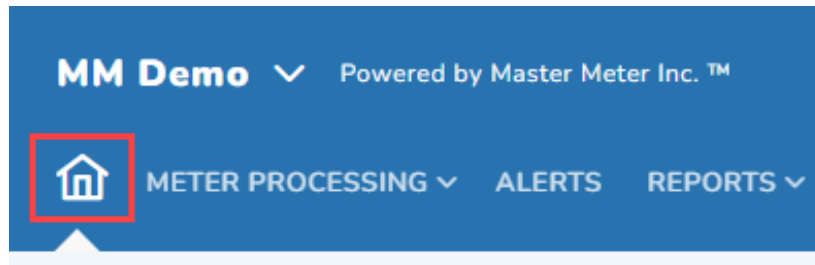 MM Demo Powered by Master Meter Inc. ™
METER PROCESSING ALERTS REPORTS